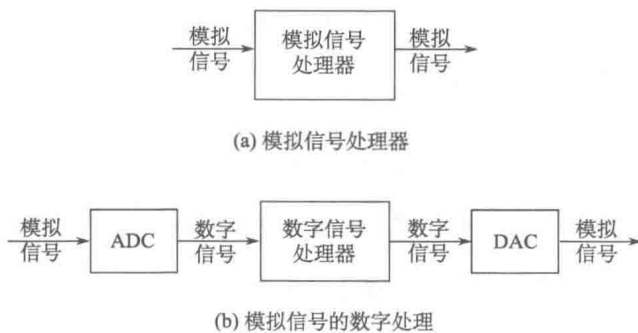 模拟
信号
模拟信号
处理器
模拟
信号
(a) 模拟信号处理器
模拟
信号
ADC
数字
信号
数字信号
处理器
数字
信号
DAC
模拟
信号
(b) 模拟信号的数字处理